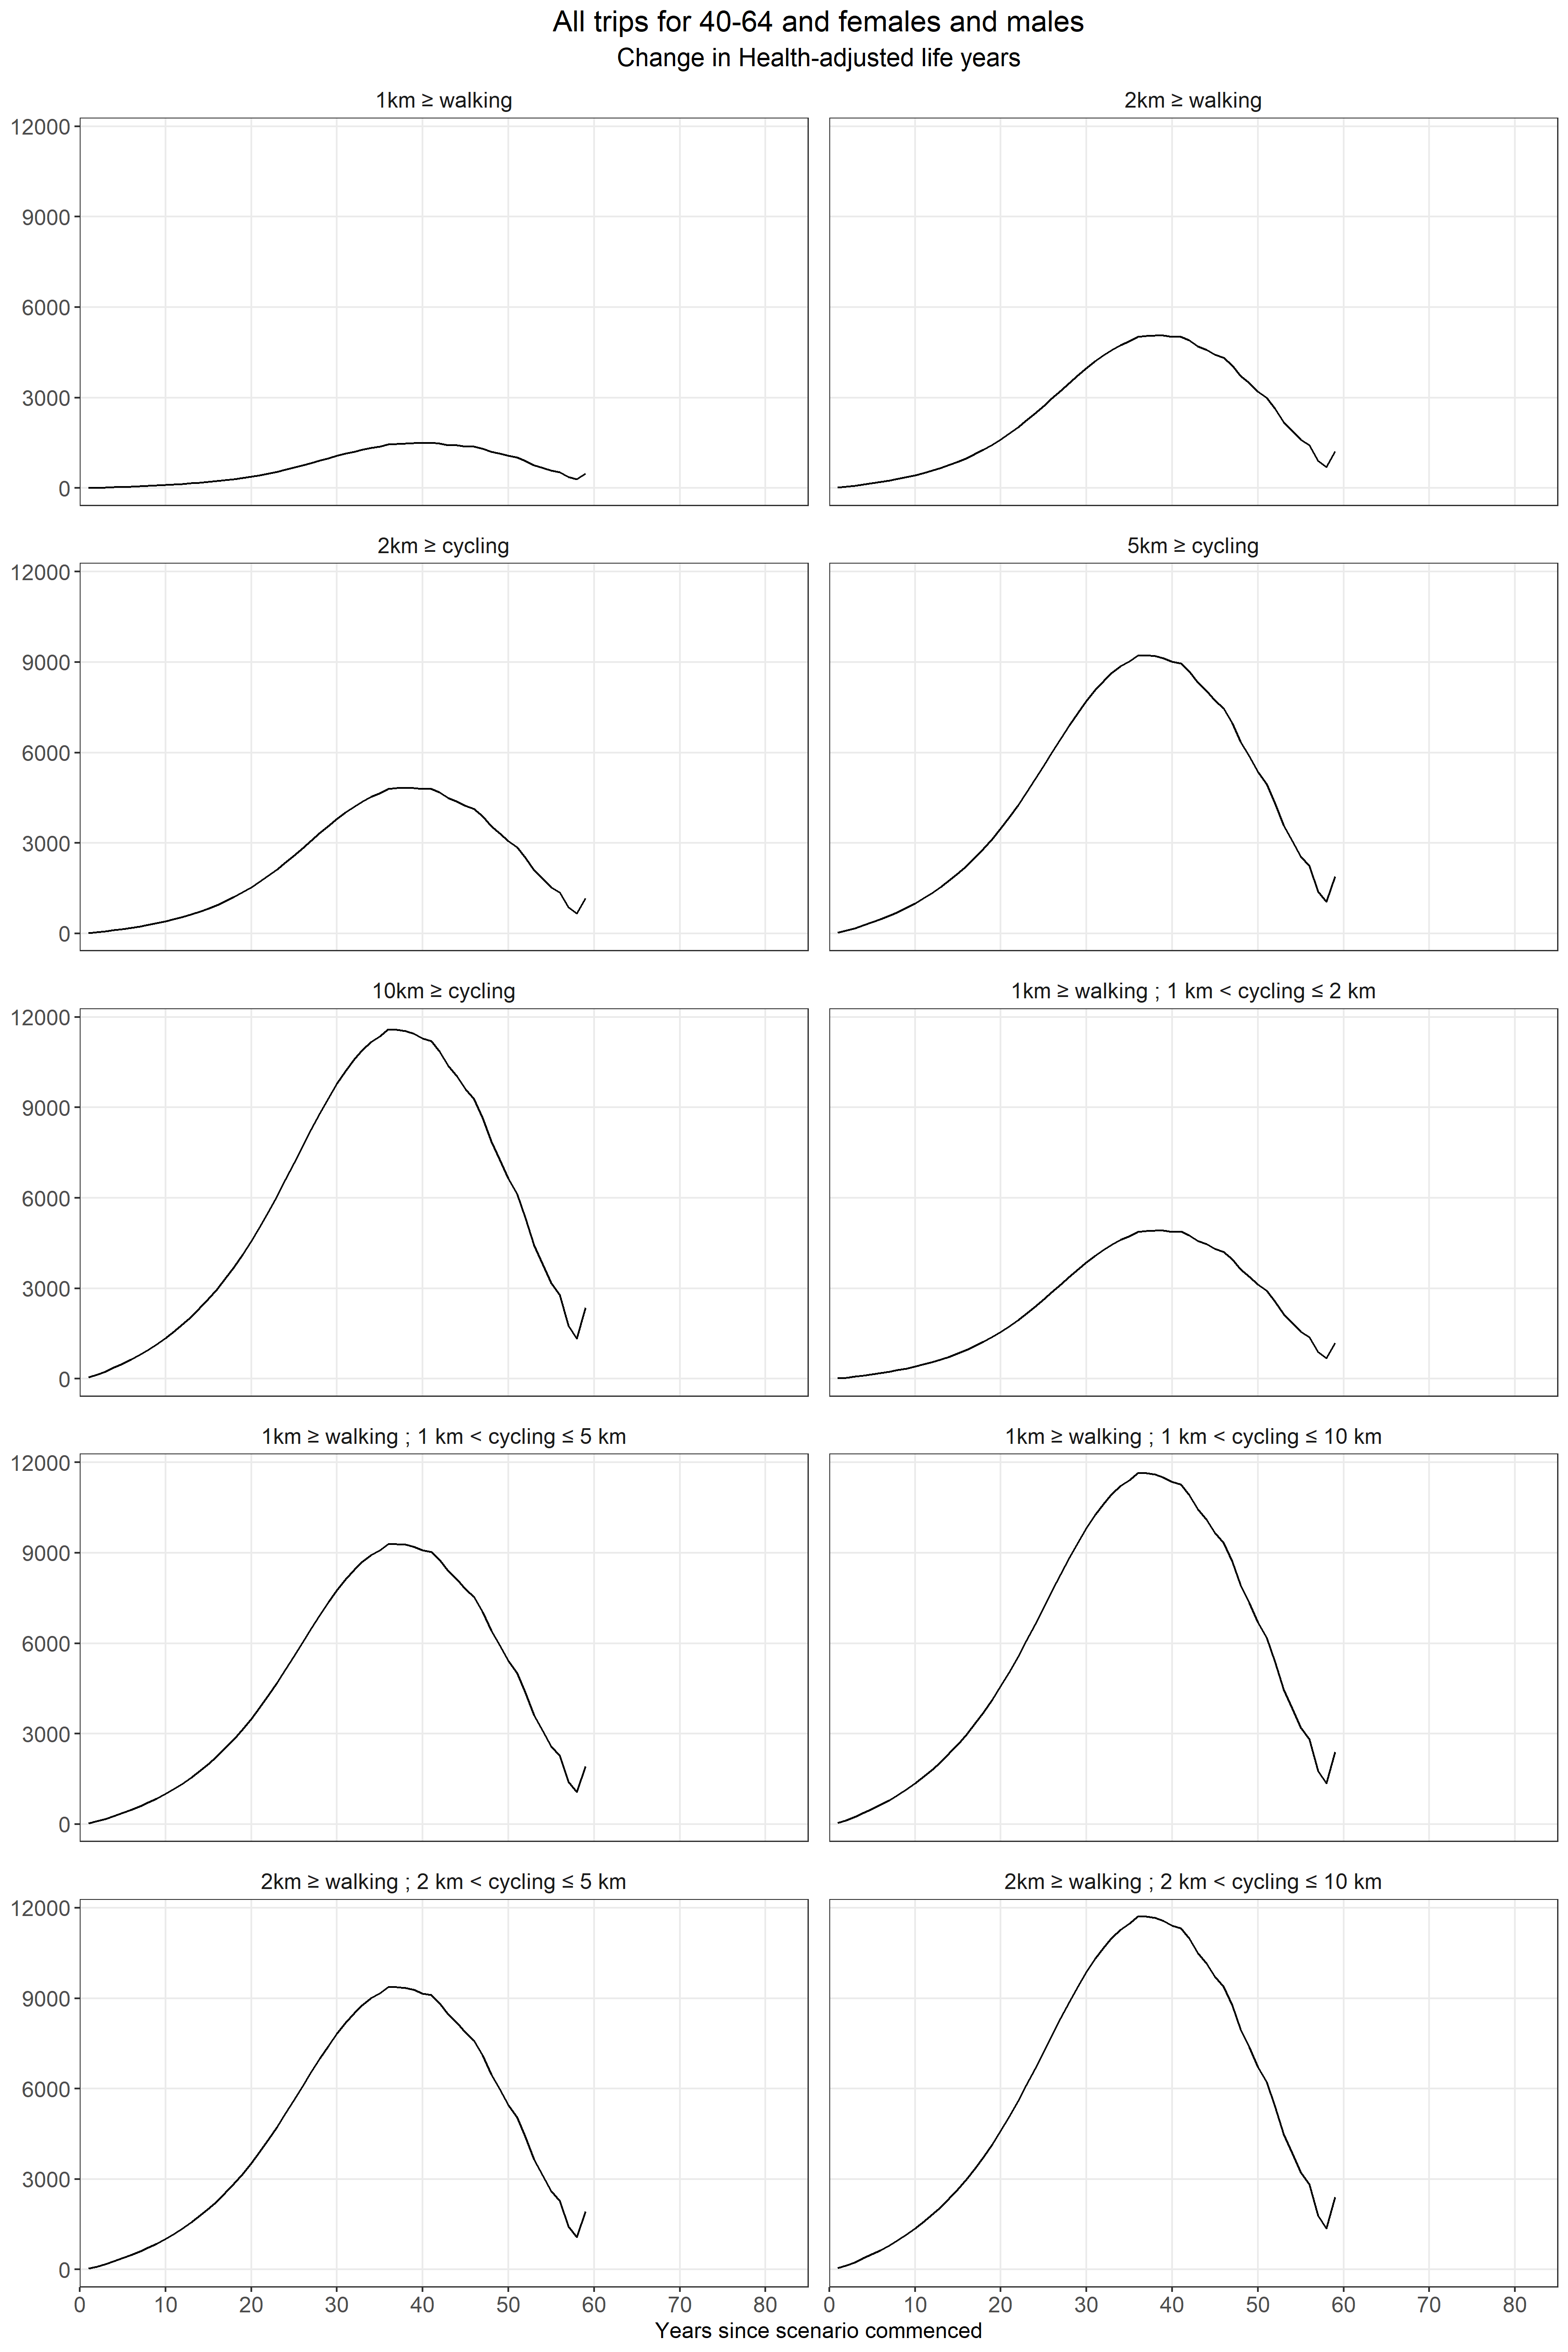 All trips for 40-64 and females and males
Change in Health-adjusted life years
1km ≥ walking
2km ≥ walking
12000
9000
6000
3000
0
2km ≥ cycling
5km ≥ cycling
12000
9000
6000
3000
0
10km ≥ cycling
1km ≥ walking ; 1 km < cycling ≤ 2 km
12000
9000
6000
3000
0
1km ≥ walking ; 1 km < cycling ≤ 5 km
1km ≥ walking ; 1 km < cycling ≤ 10 km
12000
9000
6000
3000
0
2km ≥ walking ; 2 km < cycling ≤ 5 km
2km ≥ walking ; 2 km < cycling ≤ 10 km
12000
9000
6000
3000
0
0 10 20 30 40 50 60 70 80 0 10 20 30 40 50 60 70 80
Years since scenario commenced